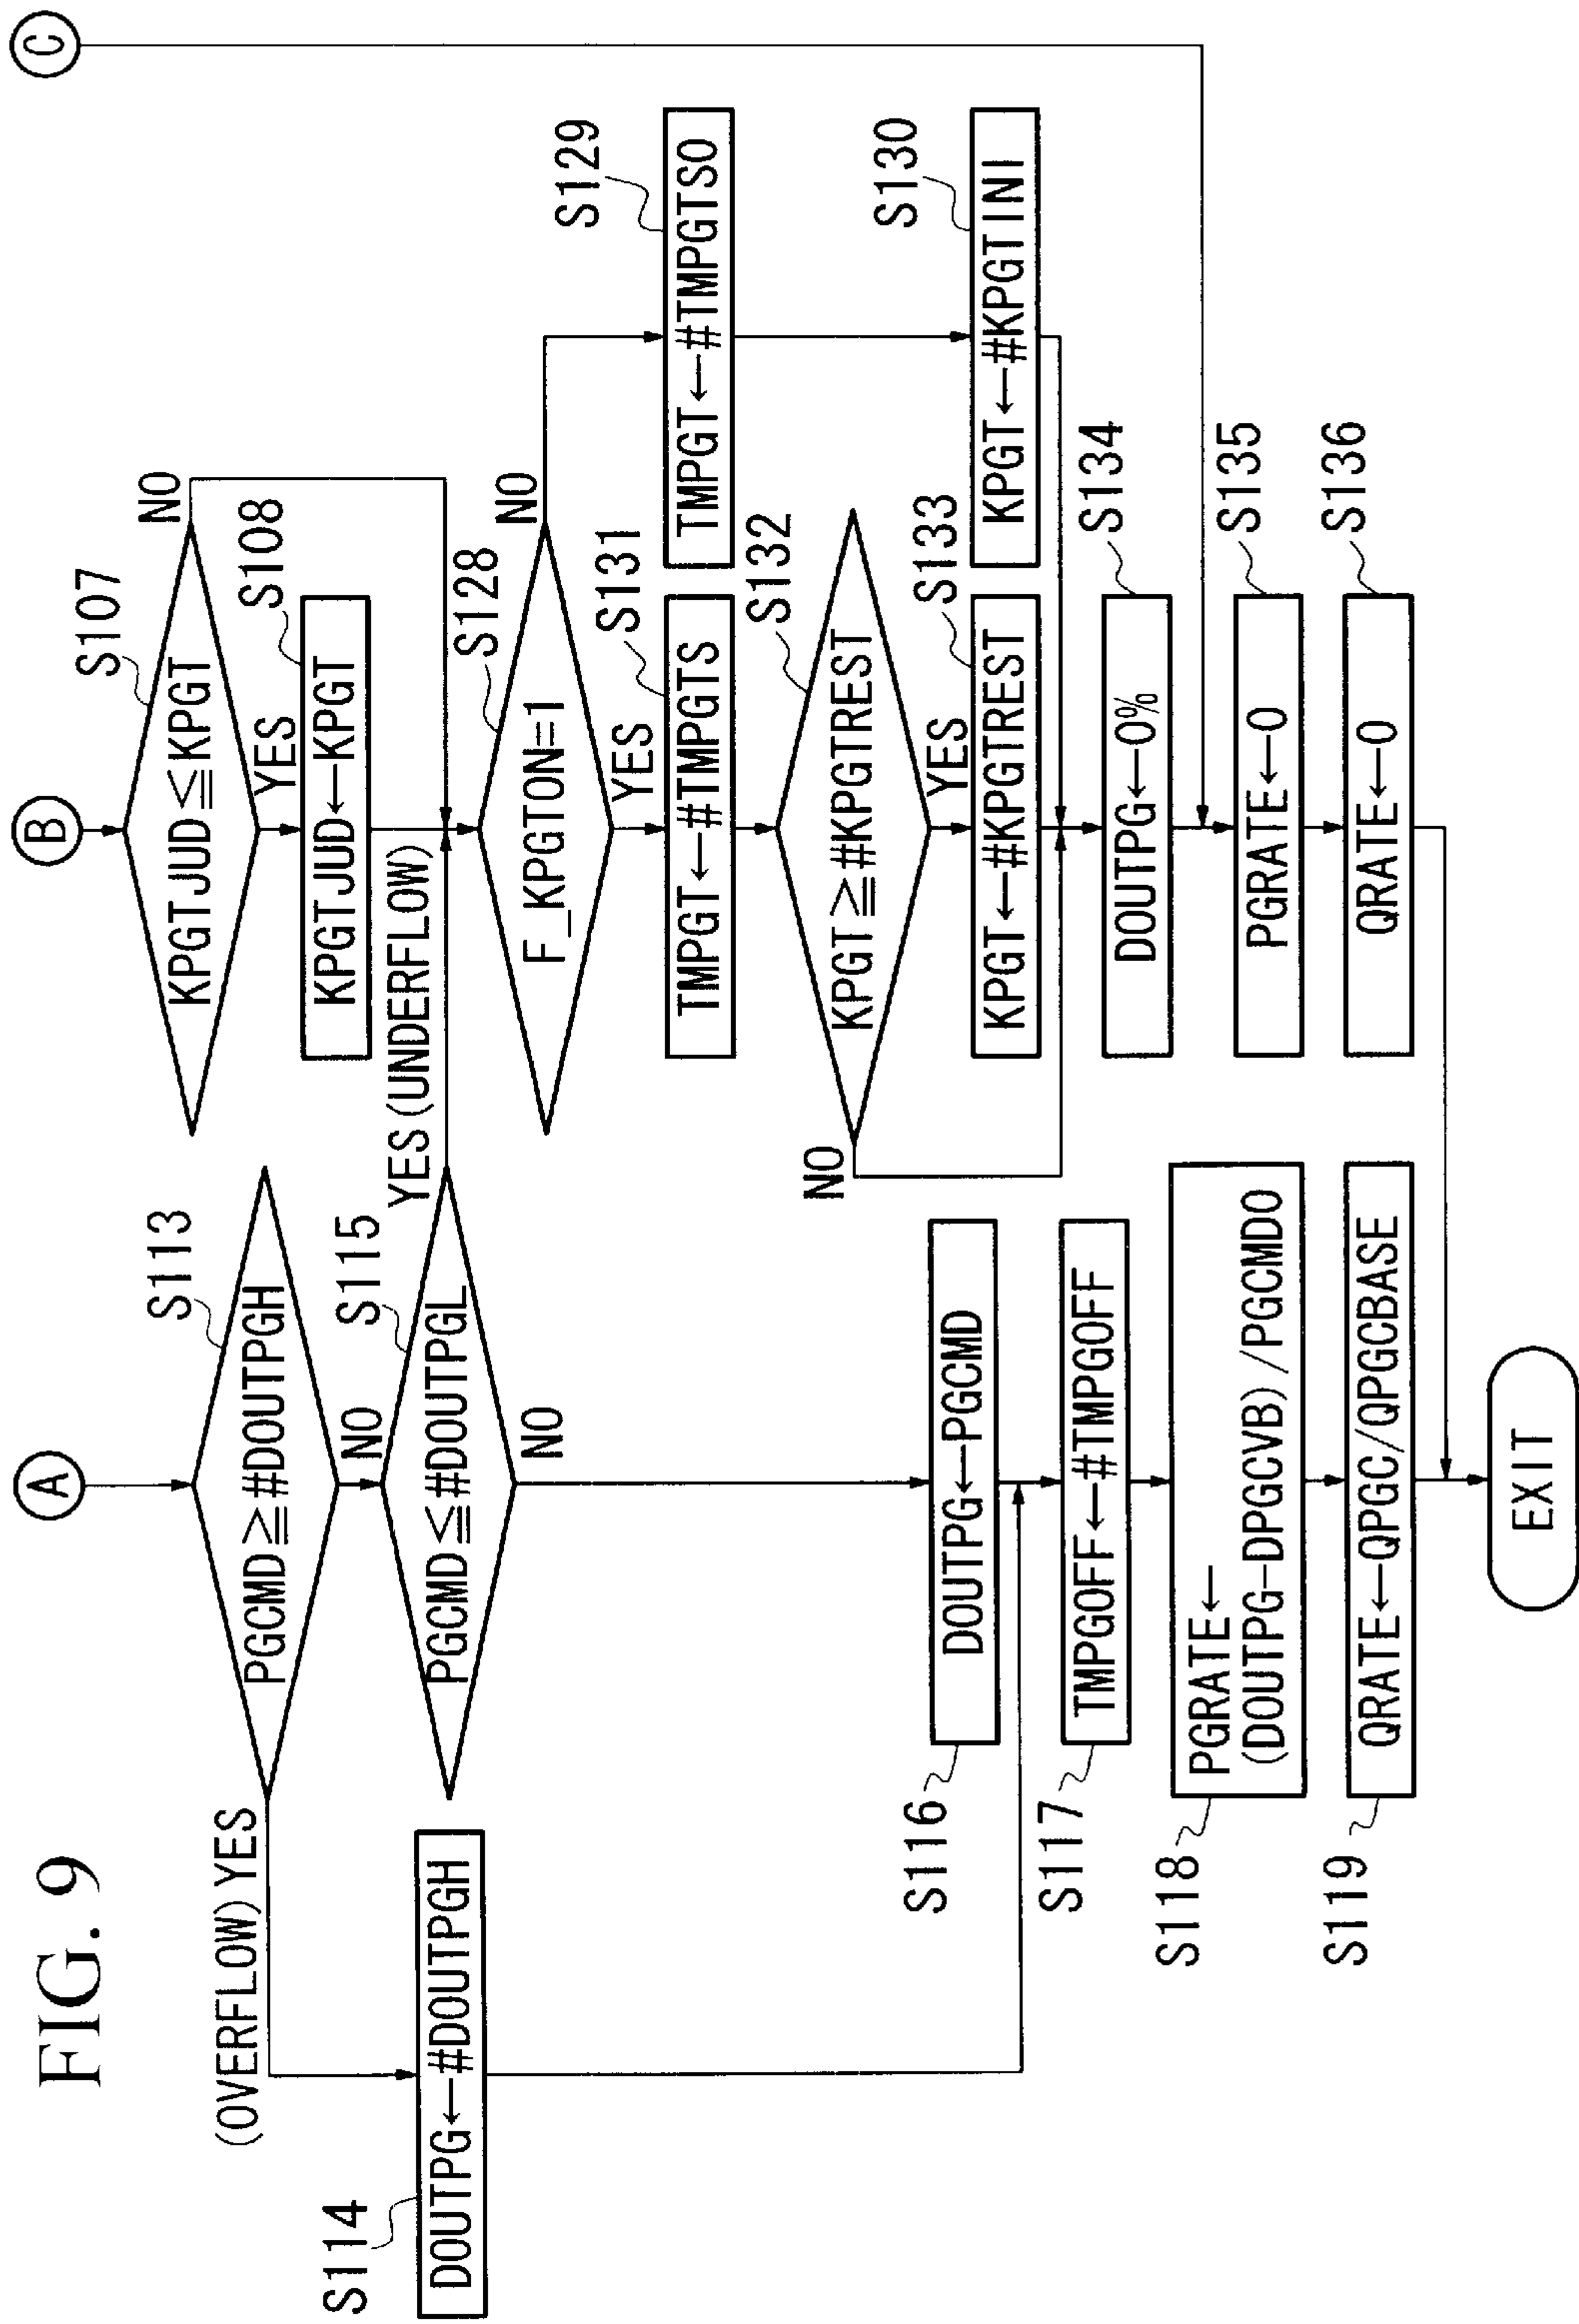 FIG. 9
A
S113
PGCMD≧#DOUTPGH
(OVERFLOW) YES
NO
S114
DOUTPG←#DOUTPGH
S115
PGCMD≦#DOUTPGL
YES (UNDERFLOW)
NO
S116
DOUTPG←PGCMD
S117
TMPGOFF←#TMPGOFF
S118
PGRATE←
(DOUTPG-DPGCVB)/PGCMD0
S119
QRATE←QPGC/QPGCBASE
EXIT
B
S107
KPGTJUD≦KPGT
NO
YES
S108
KPGTJUD←KPGT
S128
F_KPGTON=1
NO
YES
S129
TMPGT←#TMPGTS0
S130
KPGT←#KPGTINI
S131
TMPGT←#TMPGTS
S132
KPGT≧#KPGTREST
NO
YES
S133
KPGT←#KPGTREST
S134
DOUTPG←0%
S135
PGRATE←0
S136
QRATE←0
C